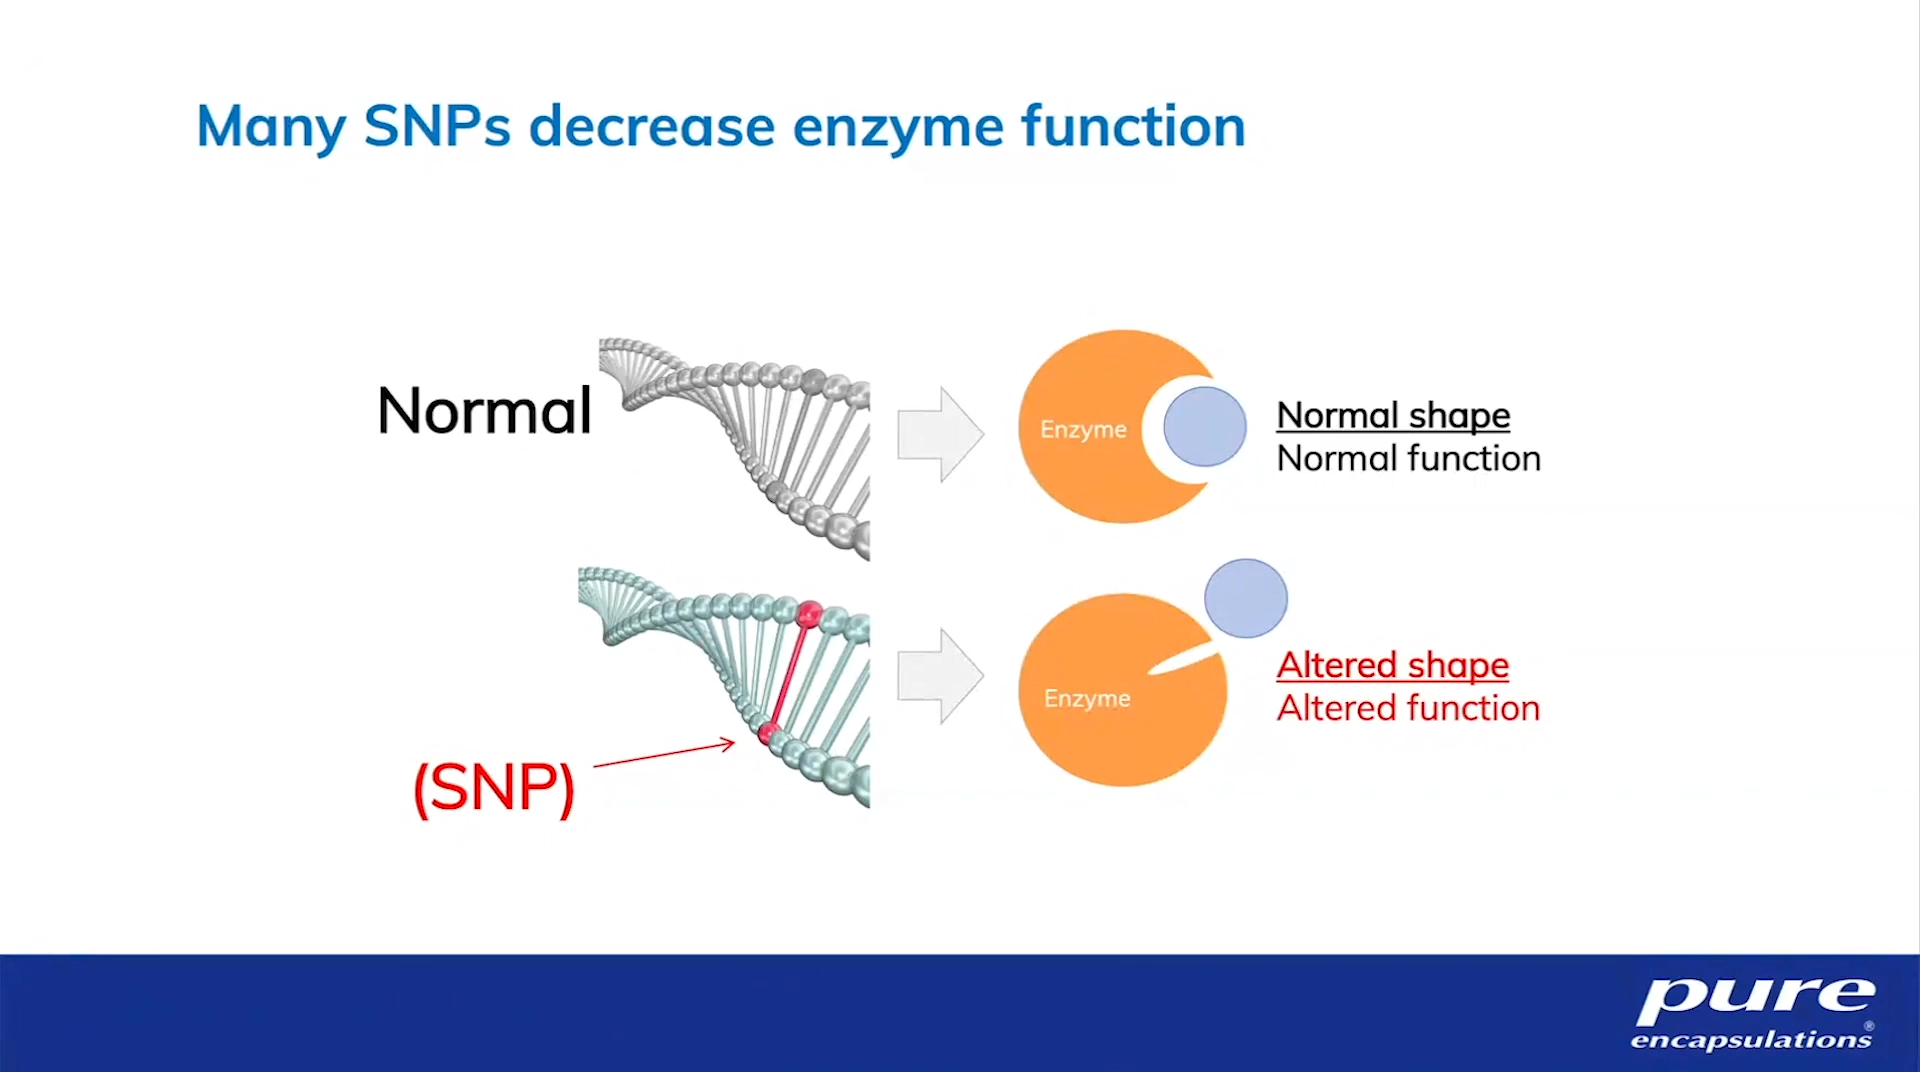 Many SNPs decrease enzyme function
Normal
Enzyme
Normal shape
Normal function
Enzyme
Altered shape
Altered function
(SNP)
pure
encapsulations®